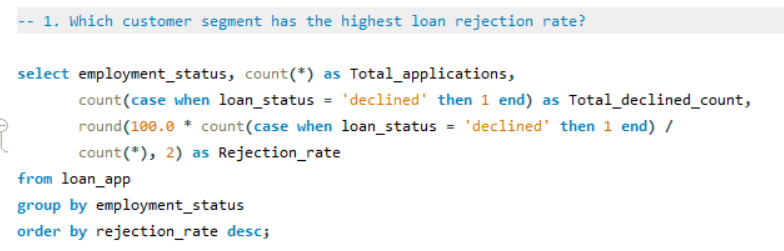 -- 1. Which customer segment has the highest loan rejection rate?
select employment_status, count(*) as Total_applications,
count(case when loan_status = 'declined' then 1 end) as Total_declined_count,
round(100.0 * count(case when loan_status = 'declined' then 1 end) /
count(*), 2) as Rejection_rate
from loan_app
group by employment_status
order by rejection_rate desc;